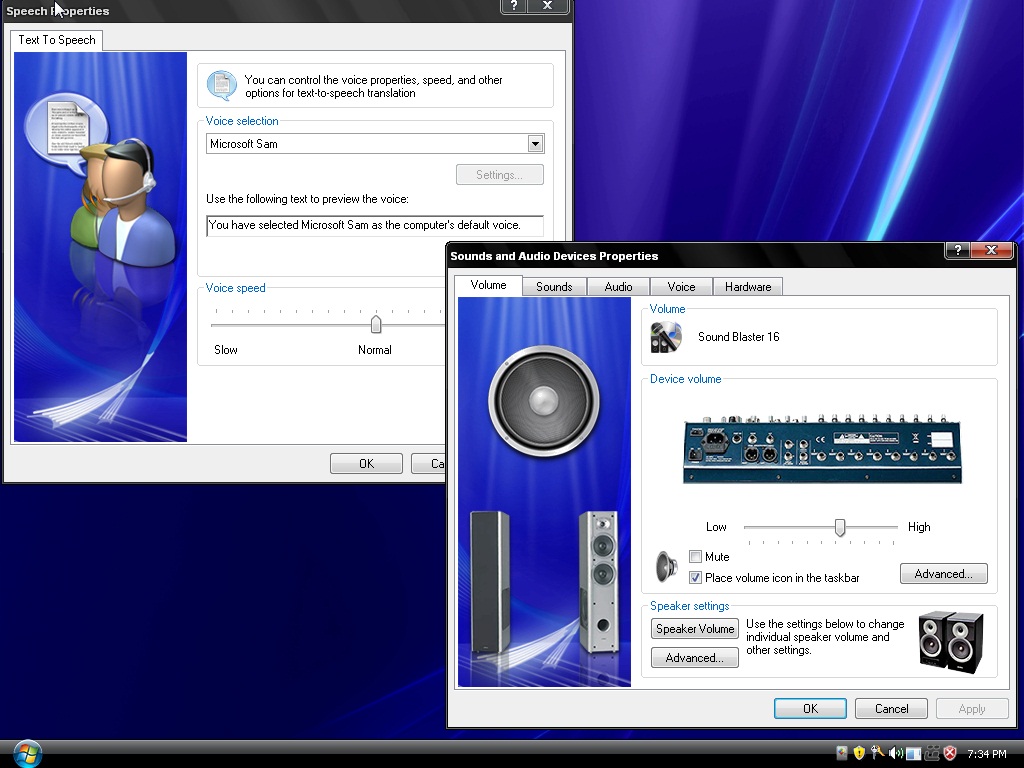 Speech Properties
?
X
Text To Speech
You can control the voice properties, speed, and other
options for text-to-speech translation
Voice selection
Microsoft Sam
Settings...
Use the following text to preview the voice:
You have selected Microsoft Sam as the computer's default voice.
Voice speed
Slow
Normal
OK
Ca
Sounds and Audio Devices Properties
?
X
Volume
Sounds
Audio
Voice
Hardware
Volume
Sound Blaster 16
Device volume
Low
High
Mute
Place volume icon in the taskbar
Advanced...
Speaker settings
Speaker Volume
Use the settings below to change
individual speaker volume and
other settings.
Advanced...
OK
Cancel
Apply
7:34 PM